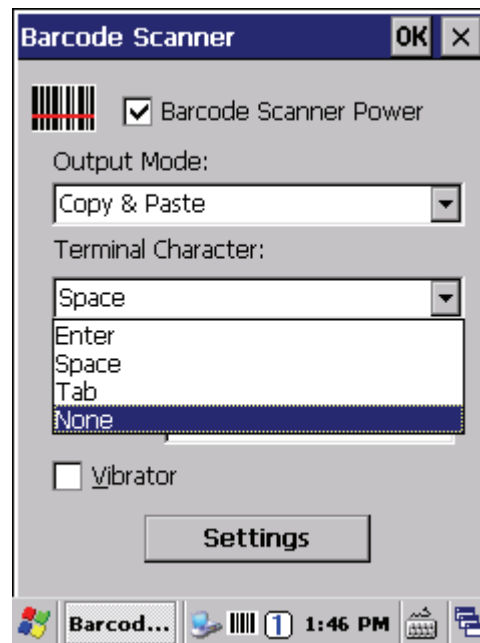 Barcode Scanner OK ×
Barcode Scanner Power
Output Mode:
Copy & Paste
Terminal Character:
Space
Enter
Space
Tab
None
Vibrator
Settings
Barcod... 1 1:46 PM